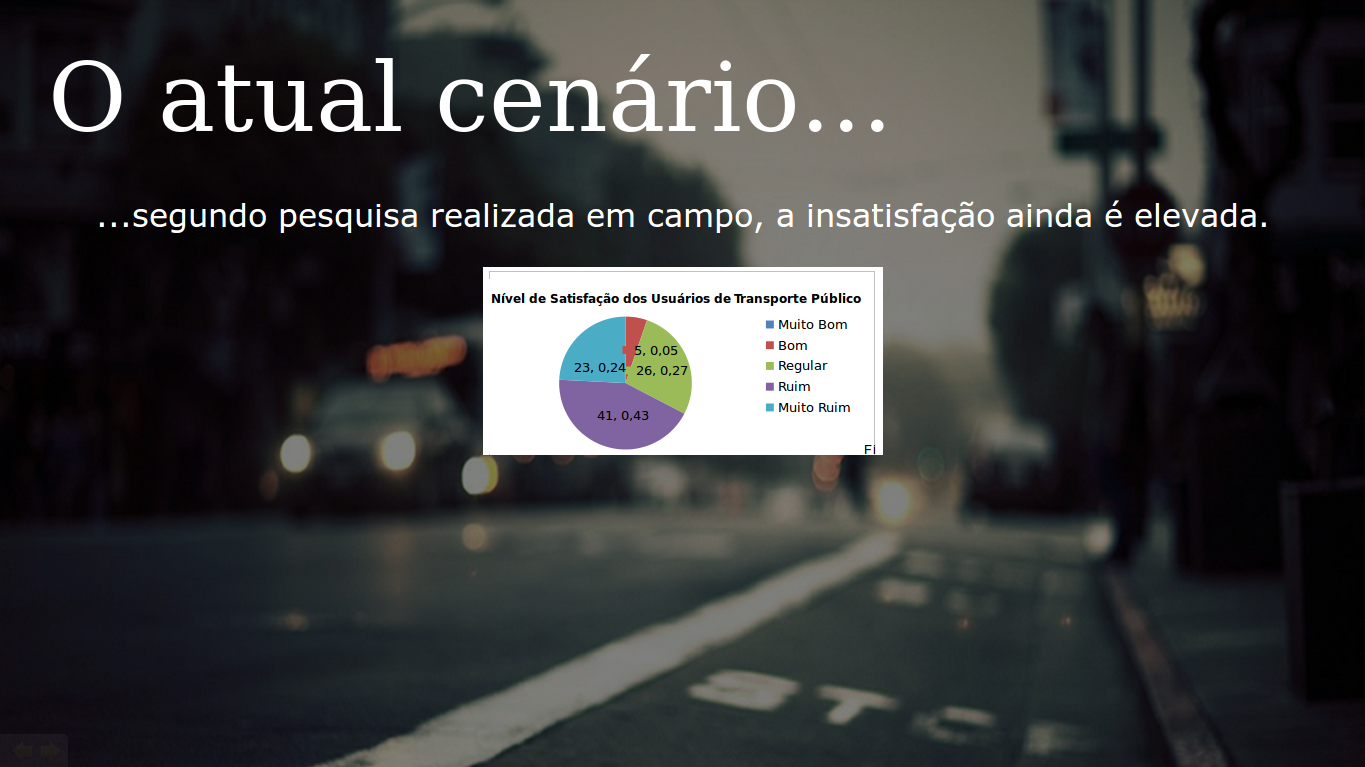 O atual cenário...
...segundo pesquisa realizada em campo, a insatisfação ainda é elevada.
Nível de Satisfação dos Usuários de Transporte Público
Muito Bom
Bom
Regular
Ruim
Muito Ruim
5, 0,05
26, 0,27
23, 0,24
41, 0,43
Fi